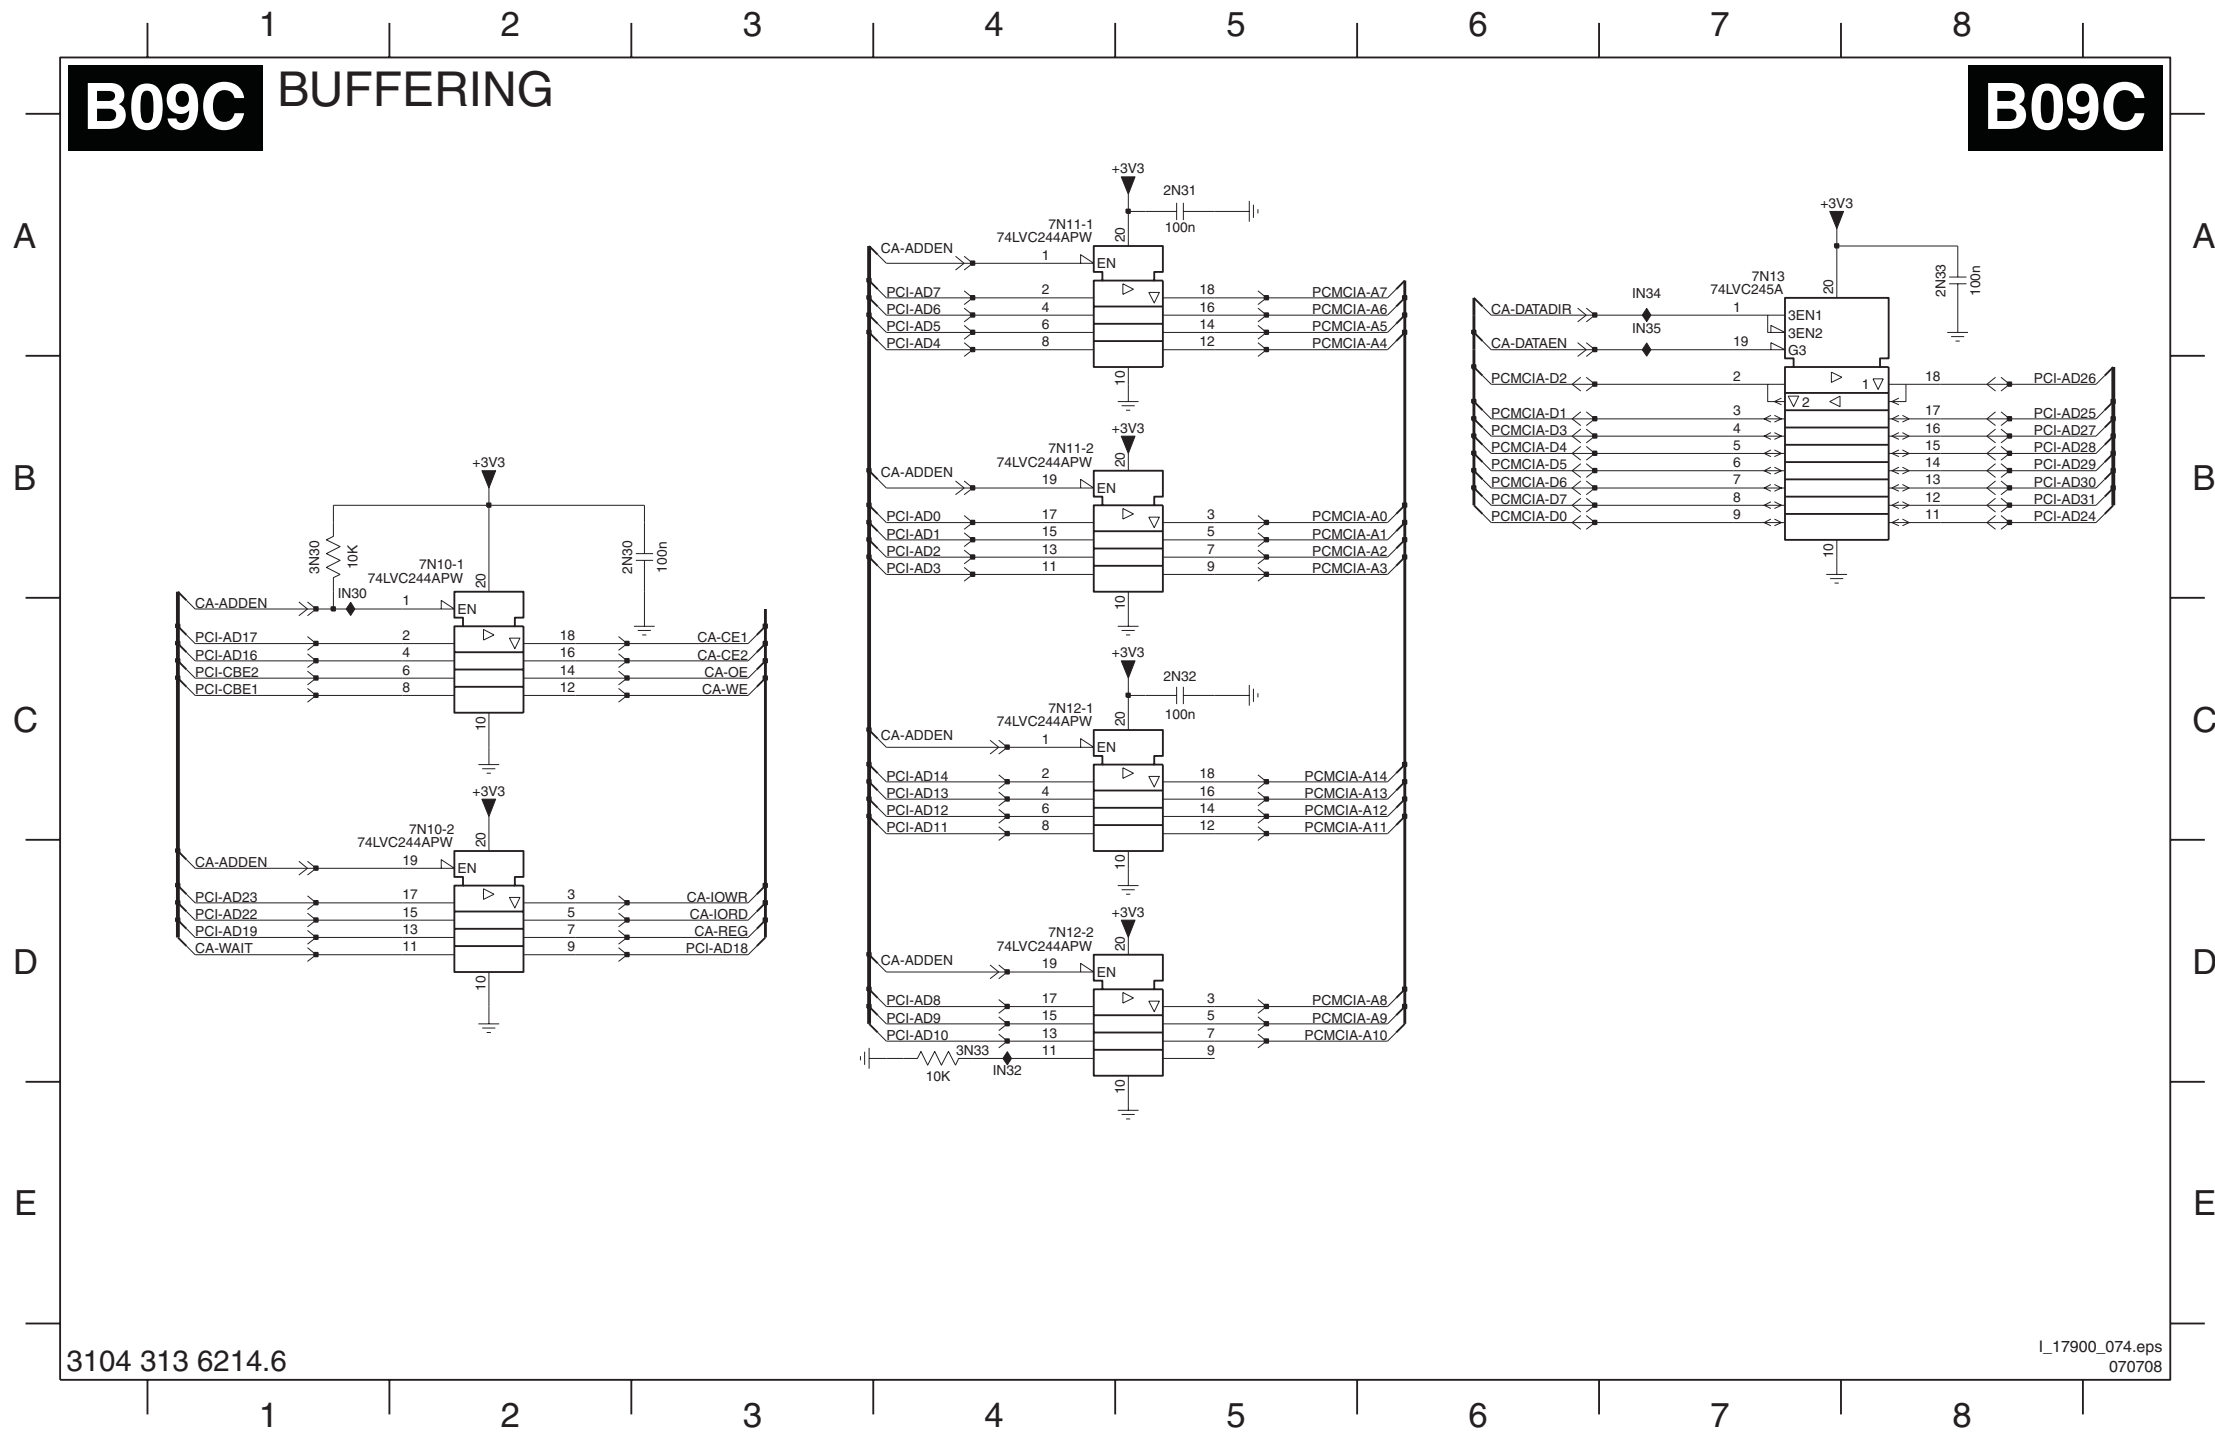 1 2 3 4 5 6 7 8
B09C BUFFERING B09C
A A
B B
C C
D D
E E
+3V3
3N30
10K
2N30
100n
7N10-1
74LVC244APW
20
IN30
CA-ADDEN 1 EN
PCI-AD17 2 18 CA-CE1
PCI-AD16 4 16 CA-CE2
PCI-CBE2 6 14 CA-OE
PCI-CBE1 8 12 CA-WE
10
+3V3
7N10-2
74LVC244APW
20
CA-ADDEN 19 EN
PCI-AD23 17 3 CA-IOWR
PCI-AD22 15 5 CA-IORD
PCI-AD19 13 7 CA-REG
CA-WAIT 11 9 PCI-AD18
10
+3V3
2N31
100n
7N11-1
74LVC244APW
20
CA-ADDEN 1 EN
PCI-AD7 2 18 PCMCIA-A7
PCI-AD6 4 16 PCMCIA-A6
PCI-AD5 6 14 PCMCIA-A5
PCI-AD4 8 12 PCMCIA-A4
10
+3V3
7N11-2
74LVC244APW
20
CA-ADDEN 19 EN
PCI-AD0 17 3 PCMCIA-A0
PCI-AD1 15 5 PCMCIA-A1
PCI-AD2 13 7 PCMCIA-A2
PCI-AD3 11 9 PCMCIA-A3
10
+3V3
2N32
100n
7N12-1
74LVC244APW
20
CA-ADDEN 1 EN
PCI-AD14 2 18 PCMCIA-A14
PCI-AD13 4 16 PCMCIA-A13
PCI-AD12 6 14 PCMCIA-A12
PCI-AD11 8 12 PCMCIA-A11
10
+3V3
7N12-2
74LVC244APW
20
CA-ADDEN 19 EN
PCI-AD8 17 3 PCMCIA-A8
PCI-AD9 15 5 PCMCIA-A9
PCI-AD10 13 7 PCMCIA-A10
3N33 11 9
10K IN32
10
+3V3
2N33
100n
7N13
74LVC245A
20
CA-DATADIR IN34 1 3EN1
3EN2
CA-DATAEN IN35 19 G3
PCMCIA-D2 2 1 18 PCI-AD26
2
PCMCIA-D1 3 17 PCI-AD25
PCMCIA-D3 4 16 PCI-AD27
PCMCIA-D4 5 15 PCI-AD28
PCMCIA-D5 6 14 PCI-AD29
PCMCIA-D6 7 13 PCI-AD30
PCMCIA-D7 8 12 PCI-AD31
PCMCIA-D0 9 11 PCI-AD24
10
3104 313 6214.6
I_17900_074.eps
070708
1 2 3 4 5 6 7 8